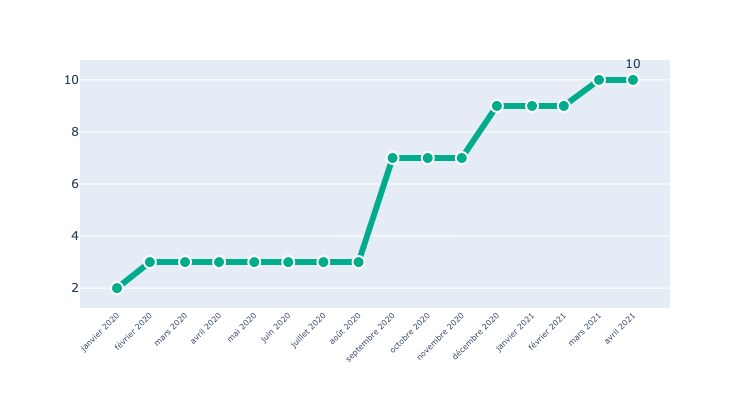 10
10
8
6
4
2
janvier 2020
février 2020
mars 2020
avril 2020
mai 2020
juin 2020
juillet 2020
août 2020
septembre 2020
octobre 2020
novembre 2020
décembre 2020
janvier 2021
février 2021
mars 2021
avril 2021